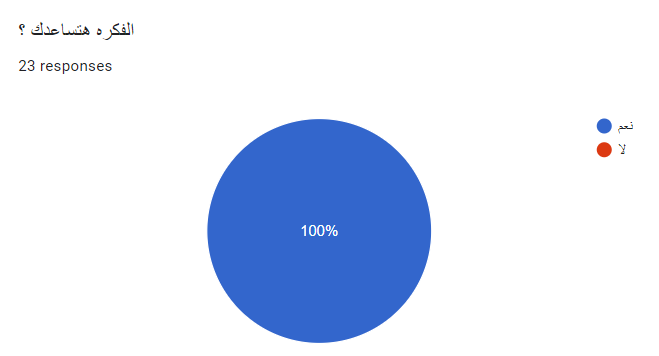 الفكره هتساعدك ؟
23 responses
نعم
لا
100%